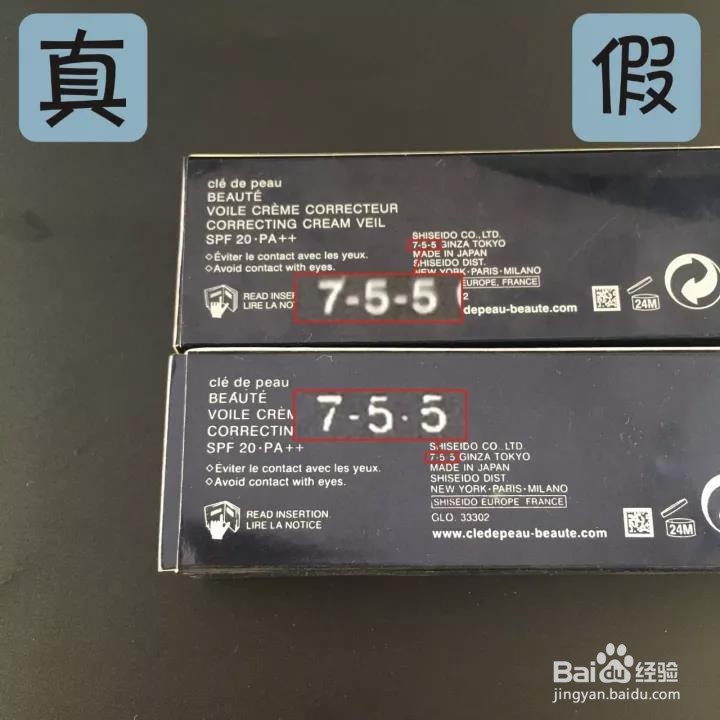 真
假
clé de peau
BEAUTÉ
VOILE CRÈME CORRECTEUR
CORRECTING CREAM VEIL
SPF 20·PA++
◇Éviter le contact avec les yeux.
◇Avoid contact with eyes.
READ INSER
LIRE LA NO
SHISEIDO CO., LTD.
7-5-5 GINZA TOKYO
MADE IN JAPAN
SHISEIDO DIST.
NEW YORK·PARIS·MILANO
EUROPE, FRANCE
2
depeau-beaute.com
24M
7-5-5
clé de peau
BEAUTÉ
VOILE CRÈM
CORRECTIN
SPF 20·PA++
◇Éviter le contact avec les yeux.
◇Avoid contact with eyes.
READ INSERTION
LIRE LA NOTICE
7-5·5
SHISEIDO CO. LTD
7-5·5 GINZA TOKYO
MADE IN JAPAN
SHISEIDO DIST.
NEW YORK·PARIS·MILANO
SHISEIDO EUROPE, FRANCE
GLO. 33302
www.cledepeau-beaute.com
24M
Baidu经验
jingyan.baidu.com